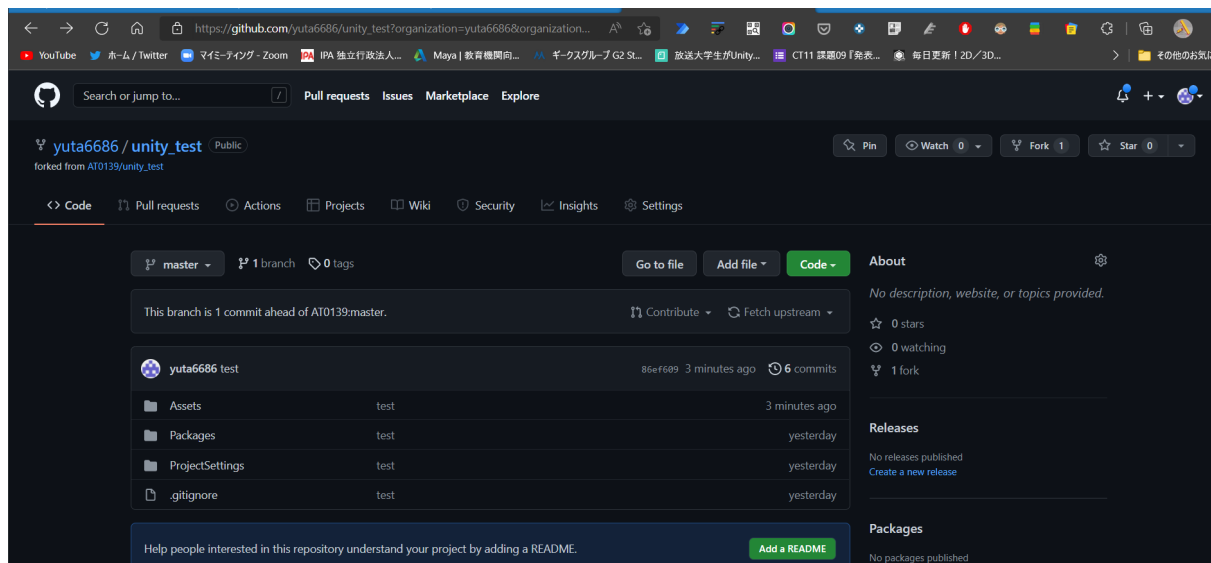 https://github.com/yuta6686/unity_test?organization=yuta6686&organization...
YouTube ホーム / Twitter マイミーティング - Zoom IPA 独立行政法人... Maya | 教育機関向... ギークスグループ G2 St... 放送大学生がUnity... CT11 課題09『発表... 毎日更新！2D／3D... その他のお気に
Search or jump to... / Pull requests Issues Marketplace Explore
yuta6686 / unity_test Public Pin Watch 0 Fork 1 Star 0
forked from AT0139/unity_test
Code Pull requests Actions Projects Wiki Security Insights Settings
master 1 branch 0 tags Go to file Add file Code
This branch is 1 commit ahead of AT0139:master. Contribute Fetch upstream
yuta6686 test 86ef609 3 minutes ago 6 commits
Assets test 3 minutes ago
Packages test yesterday
ProjectSettings test yesterday
.gitignore test yesterday
Help people interested in this repository understand your project by adding a README. Add a README
About
No description, website, or topics provided.
0 stars
0 watching
1 fork
Releases
No releases published
Create a new release
Packages
No packages published